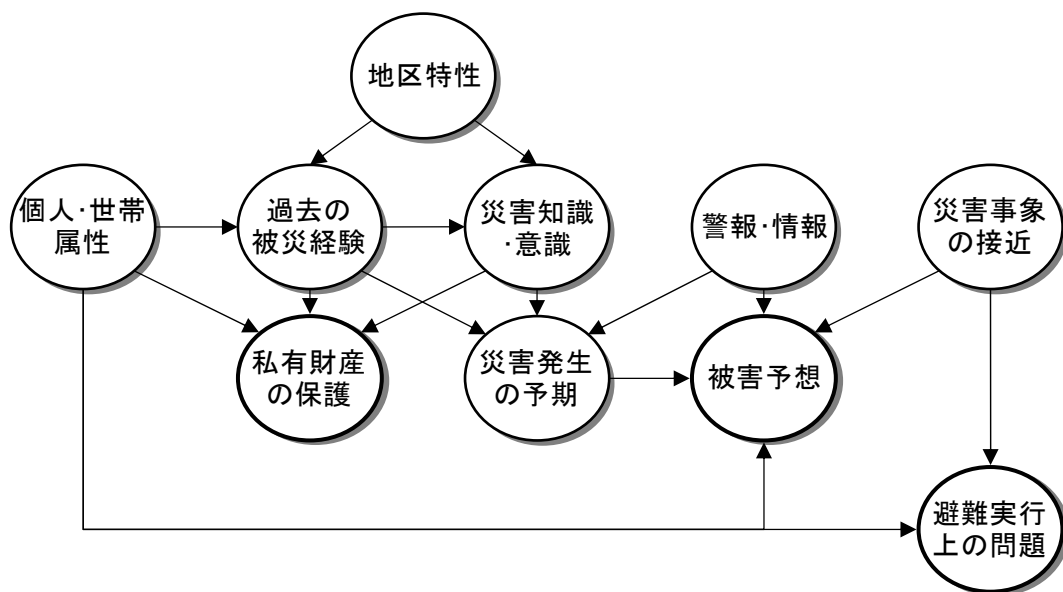 地区特性
個人･世帯
属性
過去の
被災経験
災害知識
･意識
警報･情報
災害事象
の接近
私有財産
の保護
災害発生
の予期
被害予想
避難実行
上の問題